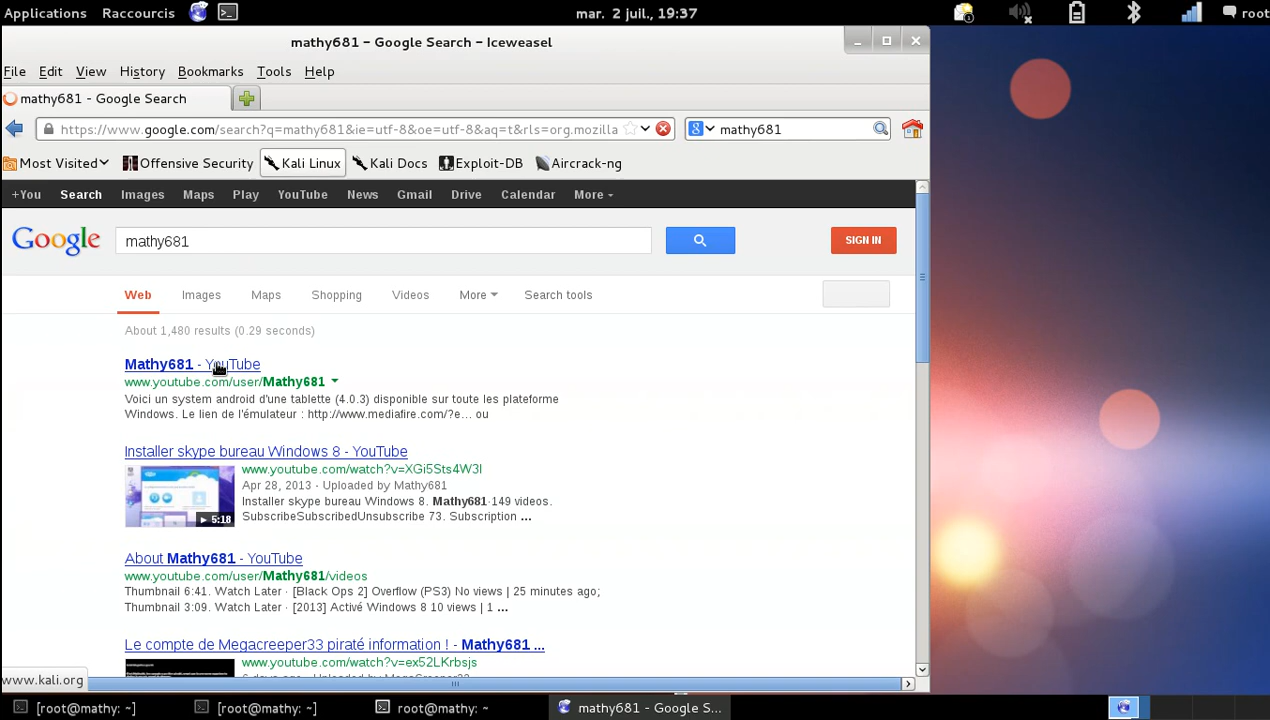 Applications Raccourcis mar. 2 juil., 19:37 root
mathy681 - Google Search - Iceweasel
File Edit View History Bookmarks Tools Help
mathy681 - Google Search
https://www.google.com/search?q=mathy681&ie=utf-8&oe=utf-8&aq=t&rls=org.mozilla 8 mathy681
Most Visited Offensive Security Kali Linux Kali Docs Exploit-DB Aircrack-ng
+You Search Images Maps Play YouTube News Gmail Drive Calendar More
Google mathy681 SIGN IN
Web Images Maps Shopping Videos More Search tools
About 1,480 results (0.29 seconds)
Mathy681 - YouTube
www.youtube.com/user/Mathy681
Voici un system android d'une tablette (4.0.3) disponible sur toute les plateforme
Windows. Le lien de l'émulateur : http://www.mediafire.com/?e... ou
Installer skype bureau Windows 8 - YouTube
www.youtube.com/watch?v=XGi5Sts4W3I
Apr 28, 2013 · Uploaded by Mathy681
Installer skype bureau Windows 8. Mathy681·149 videos.
5:18
SubscribeSubscribedUnsubscribe 73. Subscription ...
About Mathy681 - YouTube
www.youtube.com/user/Mathy681/videos
Thumbnail 6:41. Watch Later · [Black Ops 2] Overflow (PS3) No views | 25 minutes ago;
Thumbnail 3:09. Watch Later · [2013] Activé Windows 8 10 views | 1 ...
Le compte de Megacreeper33 piraté information ! - Mathy681 ...
www.youtube.com/watch?v=ex52LKrbsjs
www.kali.org
[root@mathy: ~] [root@mathy: ~] root@mathy: ~ mathy681 - Google S...